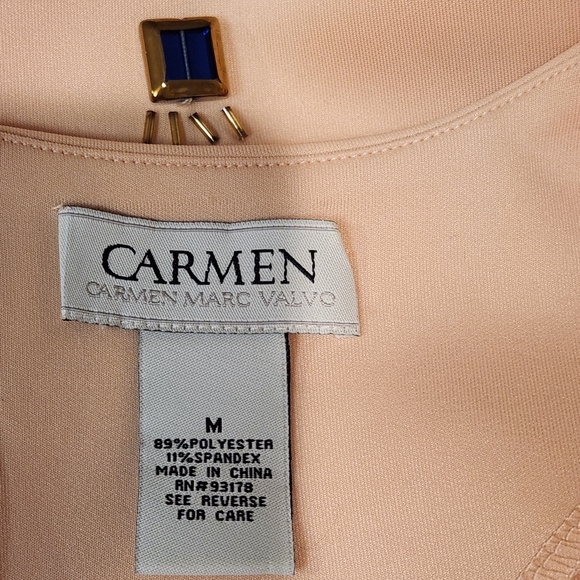 CARMEN
CARMEN MARC VALVO
M
89%POLYESTER
11%SPANDEX
MADE IN CHINA
RN#93178
SEE REVERSE
FOR CARE